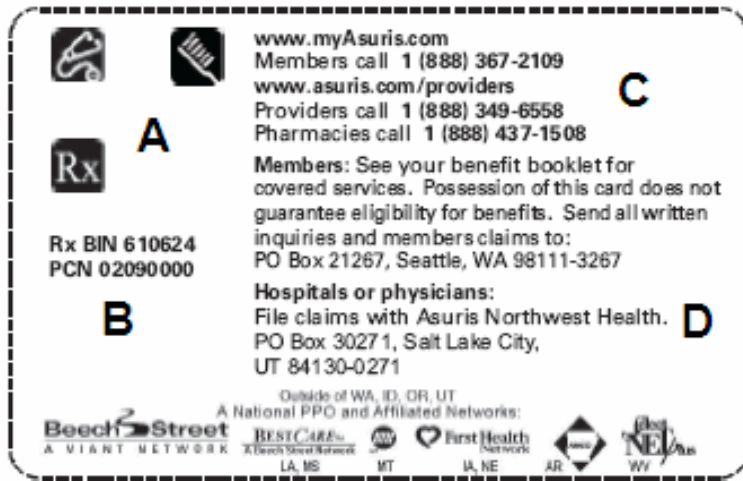 www.myAsuris.com
Members call 1 (888) 367-2109
www.asuris.com/providers
Providers call 1 (888) 349-6558
Pharmacies call 1 (888) 437-1508
C
A
Rx
Members: See your benefit booklet for
covered services. Possession of this card does not
guarantee eligibility for benefits. Send all written
inquiries and members claims to:
PO Box 21267, Seattle, WA 98111-3267
Rx BIN 610624
PCN 02090000
B
Hospitals or physicians:
File claims with Asuris Northwest Health.
PO Box 30271, Salt Lake City,
UT 84130-0271
D
Outside of WA, ID, OR, UT
A National PPO and Affiliated Networks:
Beech Street
A VIANT NETWORK
BESTCARE
A Beech Street Network
LA, MS
MT
First Health
Network
IA, NE
AR
NEI Plus
WV